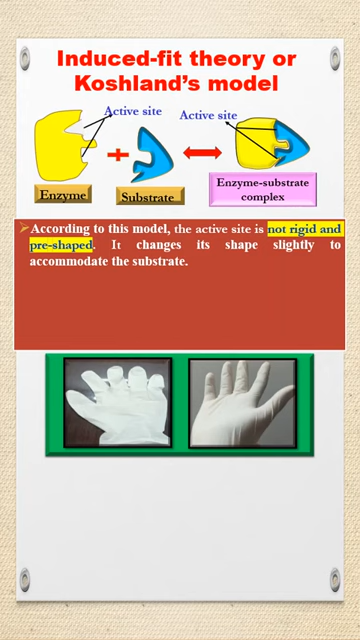 Induced-fit theory or
Koshland's model
Active site
Active site
Enzyme
Substrate
Enzyme-substrate
complex
➢According to this model, the active site is not rigid and
pre-shaped. It changes its shape slightly to
accommodate the substrate.